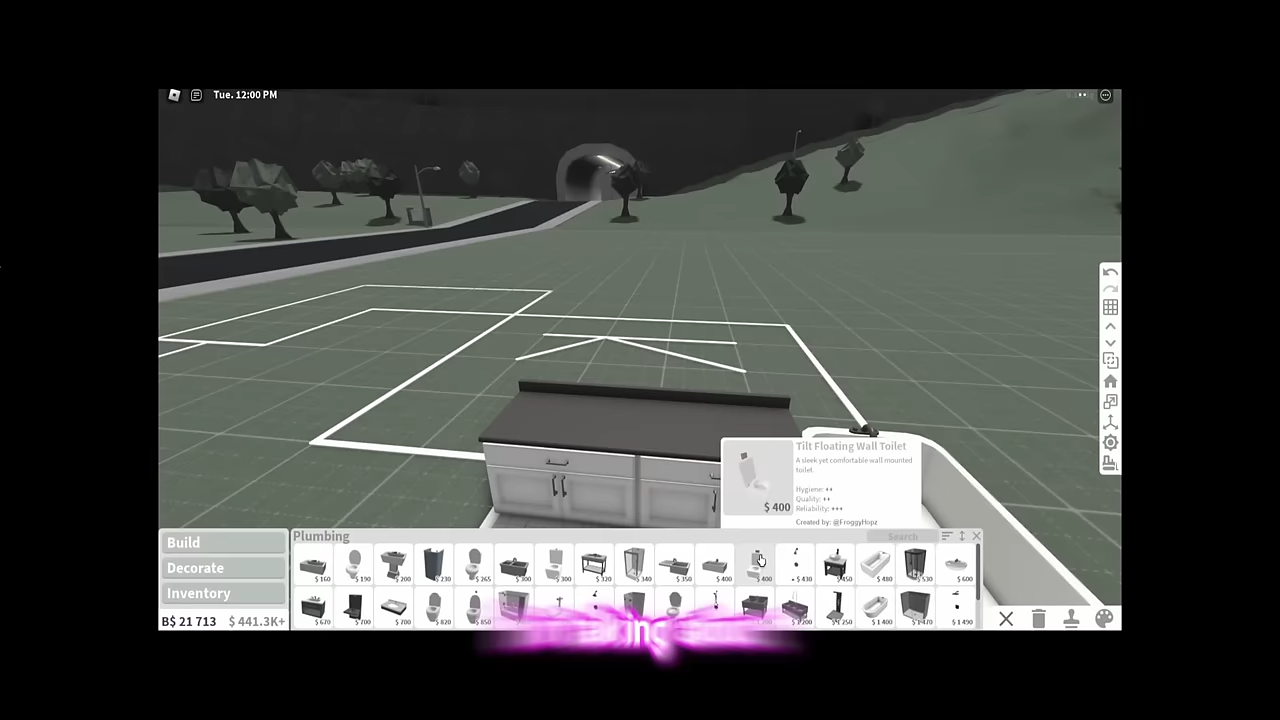 Tue. 12:00 PM
Tilt Floating Wall Toilet
A sleek yet comfortable wall mounted
toilet.
Hygiene: ++
Quality: ++
Reliability: +++
$ 400
Created by: @FroggyHopz
Build
Decorate
Inventory
B$ 21 713 $ 441.3K+
Plumbing
Search
$ 160 $ 190 $ 200 $ 230 $ 265 $ 300 $ 300 $ 320 $ 340 $ 350 $ 400 $ 400 $ 430 $ 450 $ 480 $ 530 $ 600
$ 670 $ 700 $ 700 $ 820 $ 850 $ 1 200 $ 1 250 $ 1 400 $ 1 470 $ 1 490